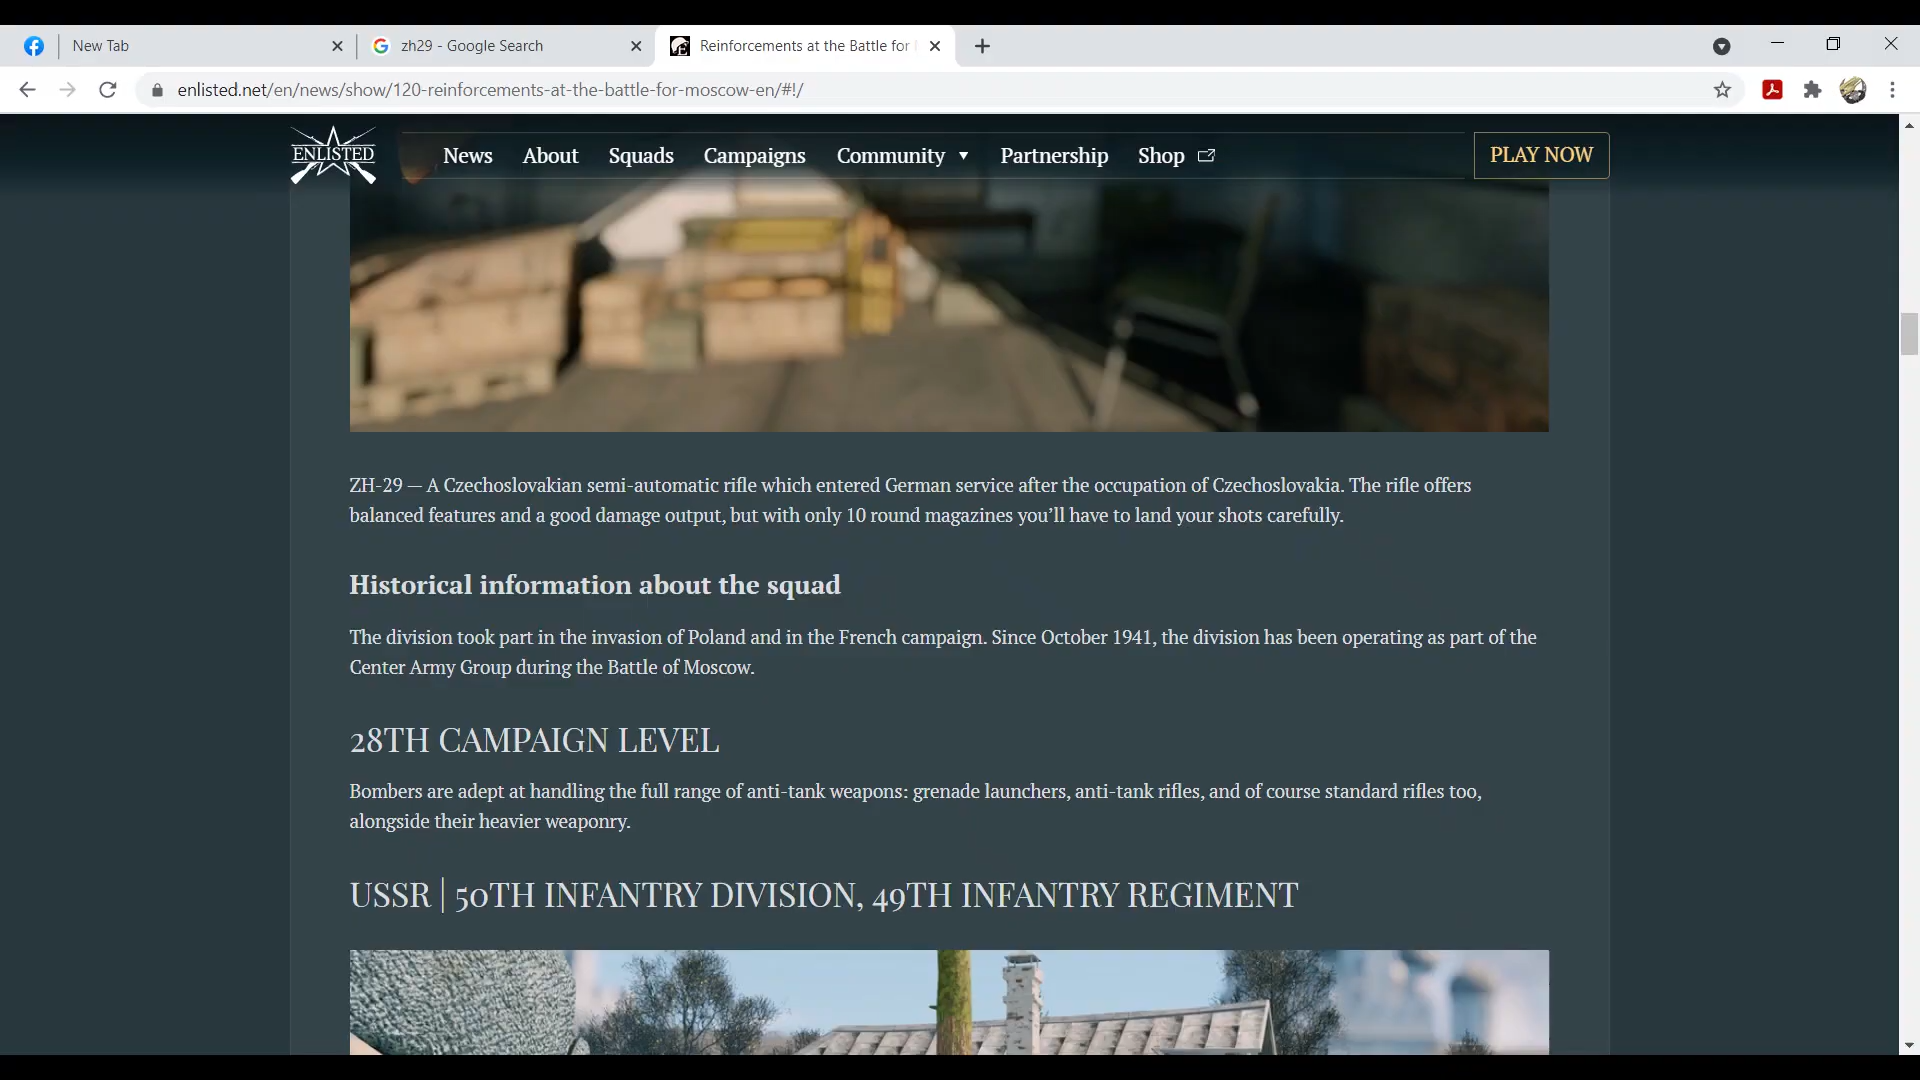 New Tab
zh29 - Google Search
Reinforcements at the Battle for
enlisted.net/en/news/show/120-reinforcements-at-the-battle-for-moscow-en/#!/
ENLISTED
News About Squads Campaigns Community Partnership Shop
PLAY NOW
ZH-29 — A Czechoslovakian semi-automatic rifle which entered German service after the occupation of Czechoslovakia. The rifle offers
balanced features and a good damage output, but with only 10 round magazines you’ll have to land your shots carefully.
Historical information about the squad
The division took part in the invasion of Poland and in the French campaign. Since October 1941, the division has been operating as part of the
Center Army Group during the Battle of Moscow.
28TH CAMPAIGN LEVEL
Bombers are adept at handling the full range of anti-tank weapons: grenade launchers, anti-tank rifles, and of course standard rifles too,
alongside their heavier weaponry.
USSR | 50TH INFANTRY DIVISION, 49TH INFANTRY REGIMENT